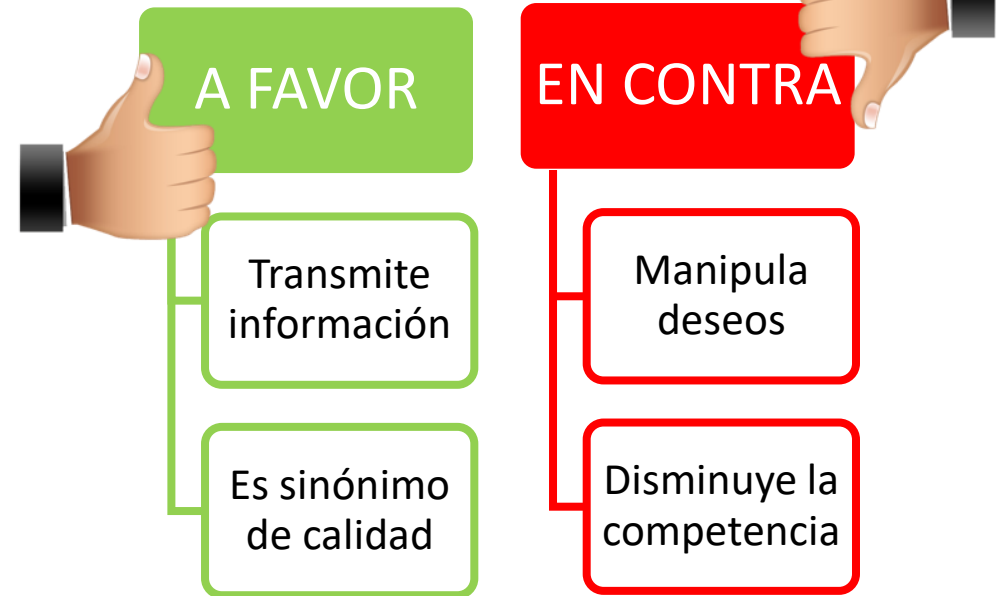 A FAVOR
Transmite
información
Es sinónimo
de calidad
EN CONTRA
Manipula
deseos
Disminuye la
competencia